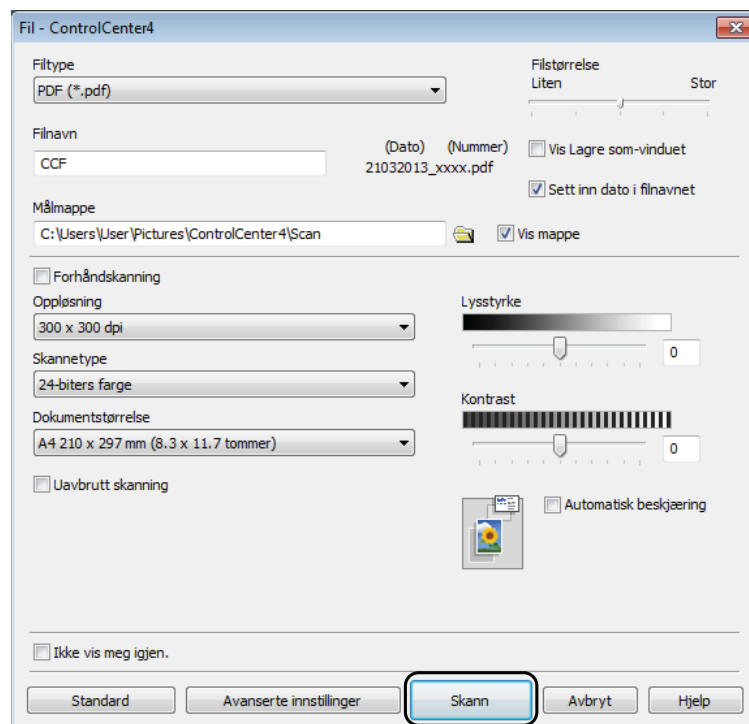 Fil - ControlCenter4
Filtype
PDF (*.pdf)
Filstørrelse
Liten Stor
Filnavn
CCF
(Dato) (Nummer)
21032013_xxxx.pdf
Vis Lagre som-vinduet
Sett inn dato i filnavnet
Målmappe
C:\Users\User\Pictures\ControlCenter4\Scan
Vis mappe
Forhåndskanning
Oppløsning
300 x 300 dpi
Skannetype
24-biters farge
Dokumentstørrelse
A4 210 x 297 mm (8.3 x 11.7 tommer)
Uavbrutt skanning
Lysstyrke
0
Kontrast
0
Automatisk beskjæring
Ikke vis meg igjen.
Standard Avanserte innstillinger Skann Avbryt Hjelp